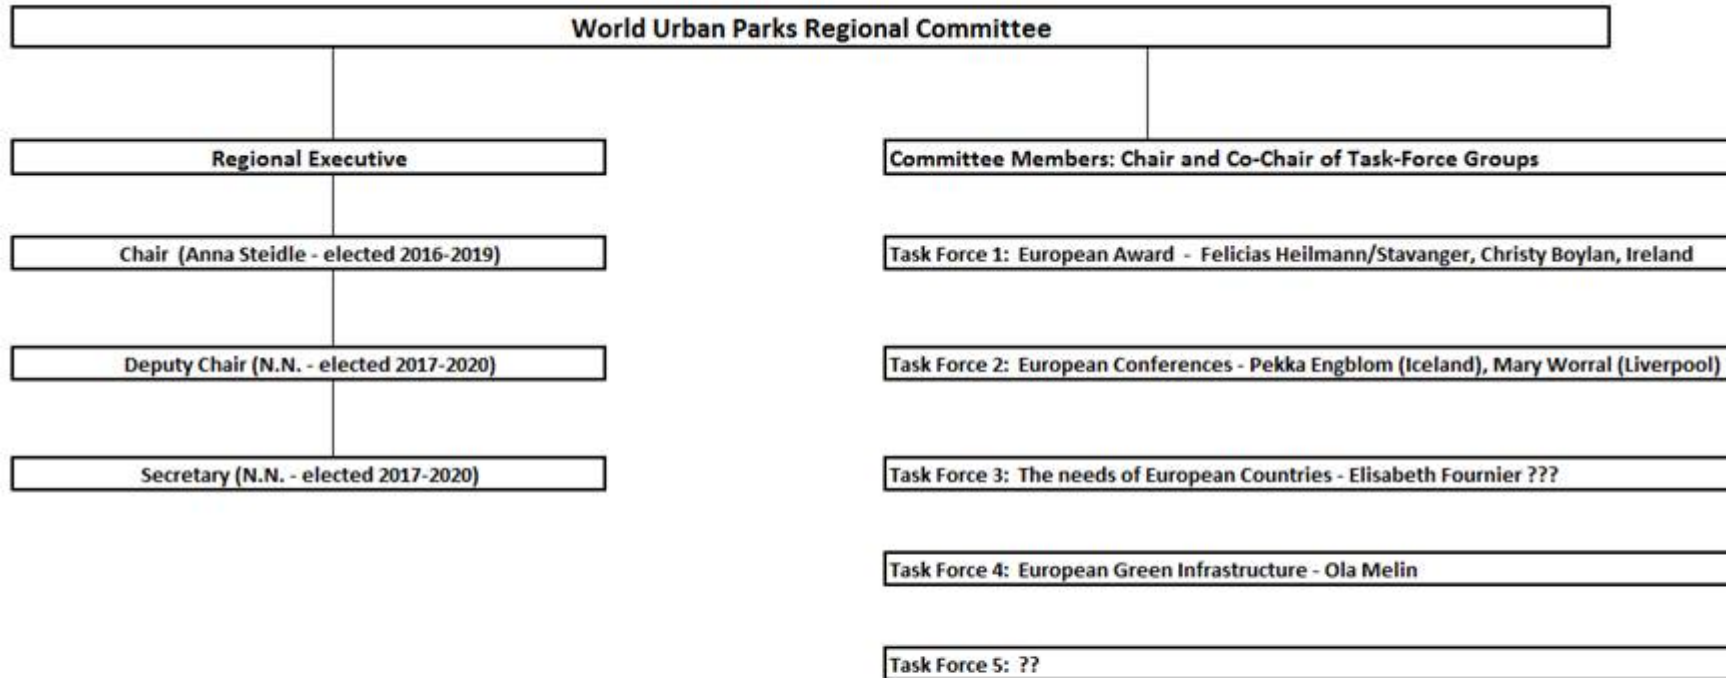 World Urban Parks Regional Committee
Regional Executive
Chair (Anna Steidle - elected 2016-2019)
Deputy Chair (N.N. - elected 2017-2020)
Secretary (N.N. - elected 2017-2020)
Committee Members: Chair and Co-Chair of Task-Force Groups
Task Force 1: European Award - Felicias Heilmann/Stavanger, Christy Boylan, Ireland
Task Force 2: European Conferences - Pekka Engblom (Iceland), Mary Worral (Liverpool)
Task Force 3: The needs of European Countries - Elisabeth Fournier ???
Task Force 4: European Green Infrastructure - Ola Melin
Task Force 5: ??